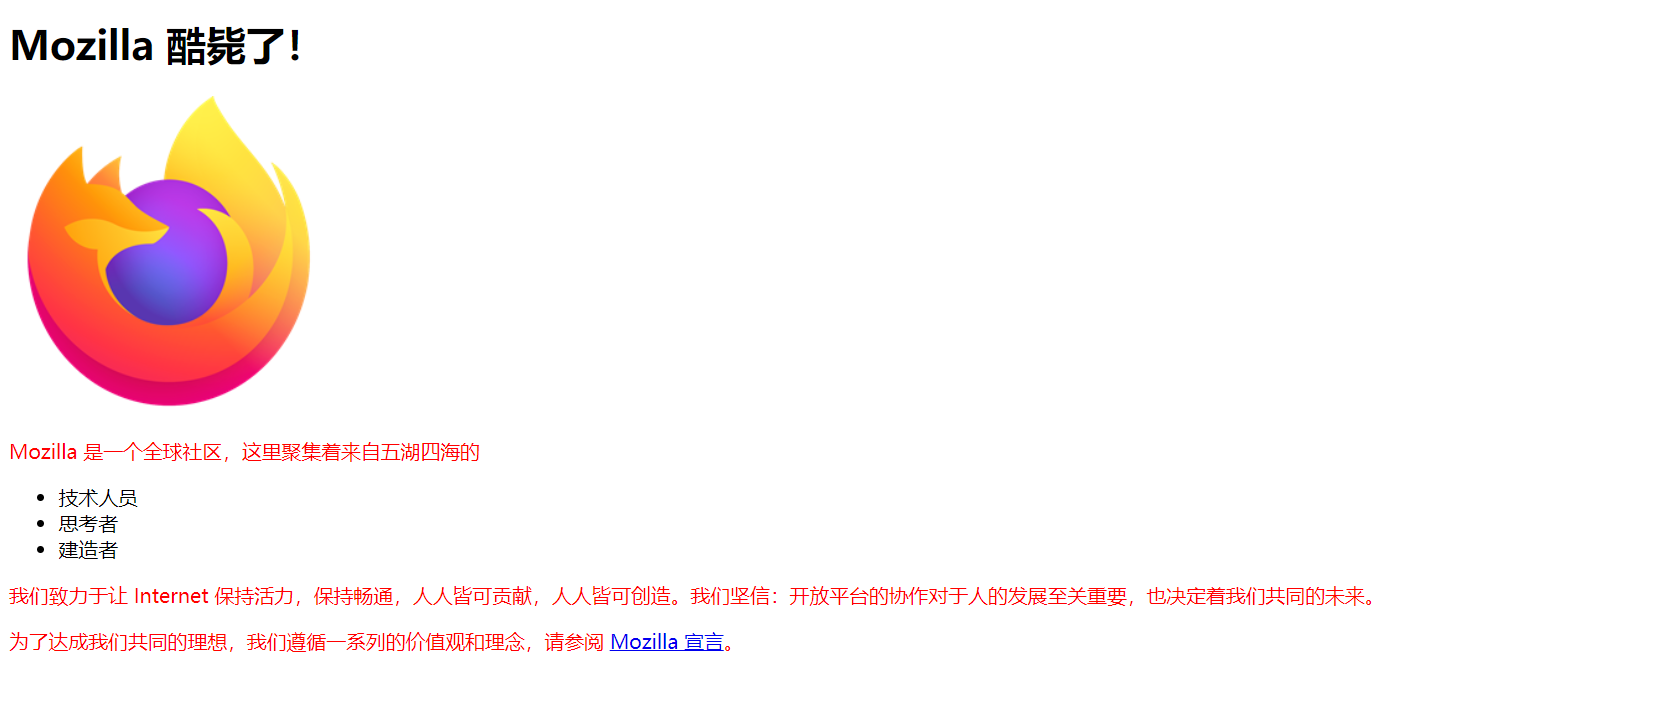 Mozilla 酷毙了！
Mozilla 是一个全球社区，这里聚集着来自五湖四海的
技术人员
思考者
建造者
我们致力于让 Internet 保持活力，保持畅通，人人皆可贡献，人人皆可创造。我们坚信：开放平台的协作对于人的发展至关重要，也决定着我们共同的未来。
为了达成我们共同的理想，我们遵循一系列的价值观和理念，请参阅 Mozilla 宣言。